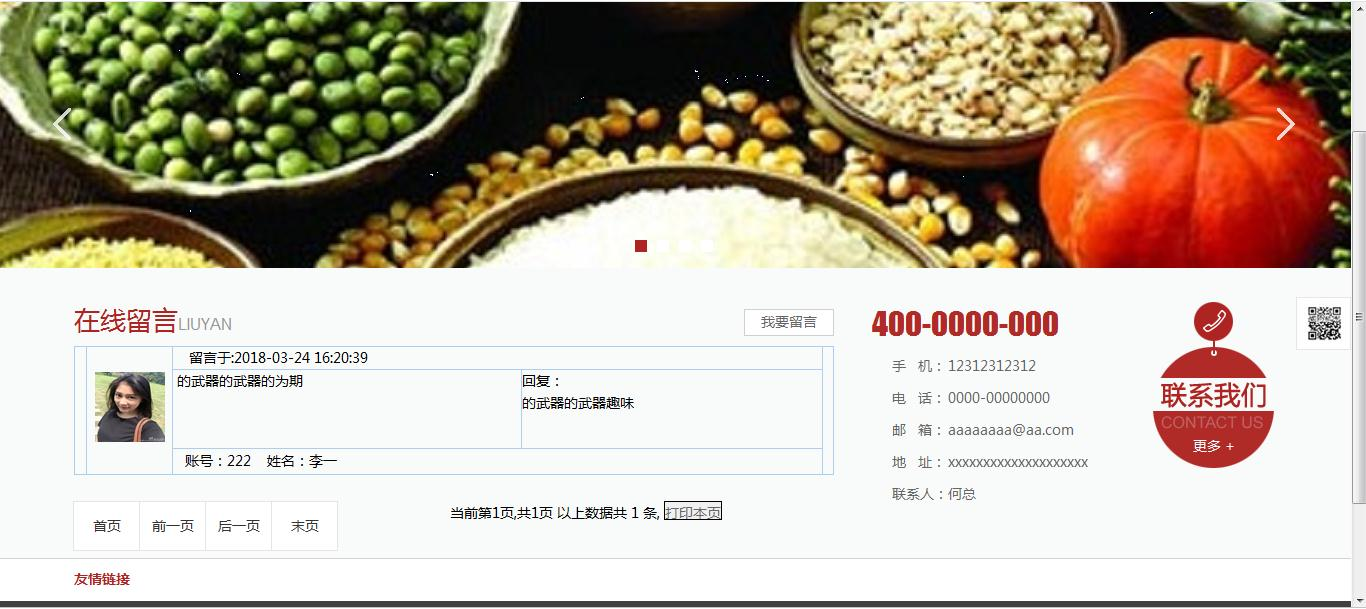 在线留言LIUYAN
我要留言
留言于:2018-03-24 16:20:39
的武器的武器的为期
回复：
的武器的武器趣味
账号：222 姓名：李一
首页
前一页
后一页
末页
当前第1页,共1页 以上数据共 1 条, 打印本页
400-0000-000
手 机：12312312312
电 话：0000-00000000
邮 箱：aaaaaaaa@aa.com
地 址：xxxxxxxxxxxxxxxxxxxx
联系人：何总
联系我们
CONTACT US
更多 +
友情链接